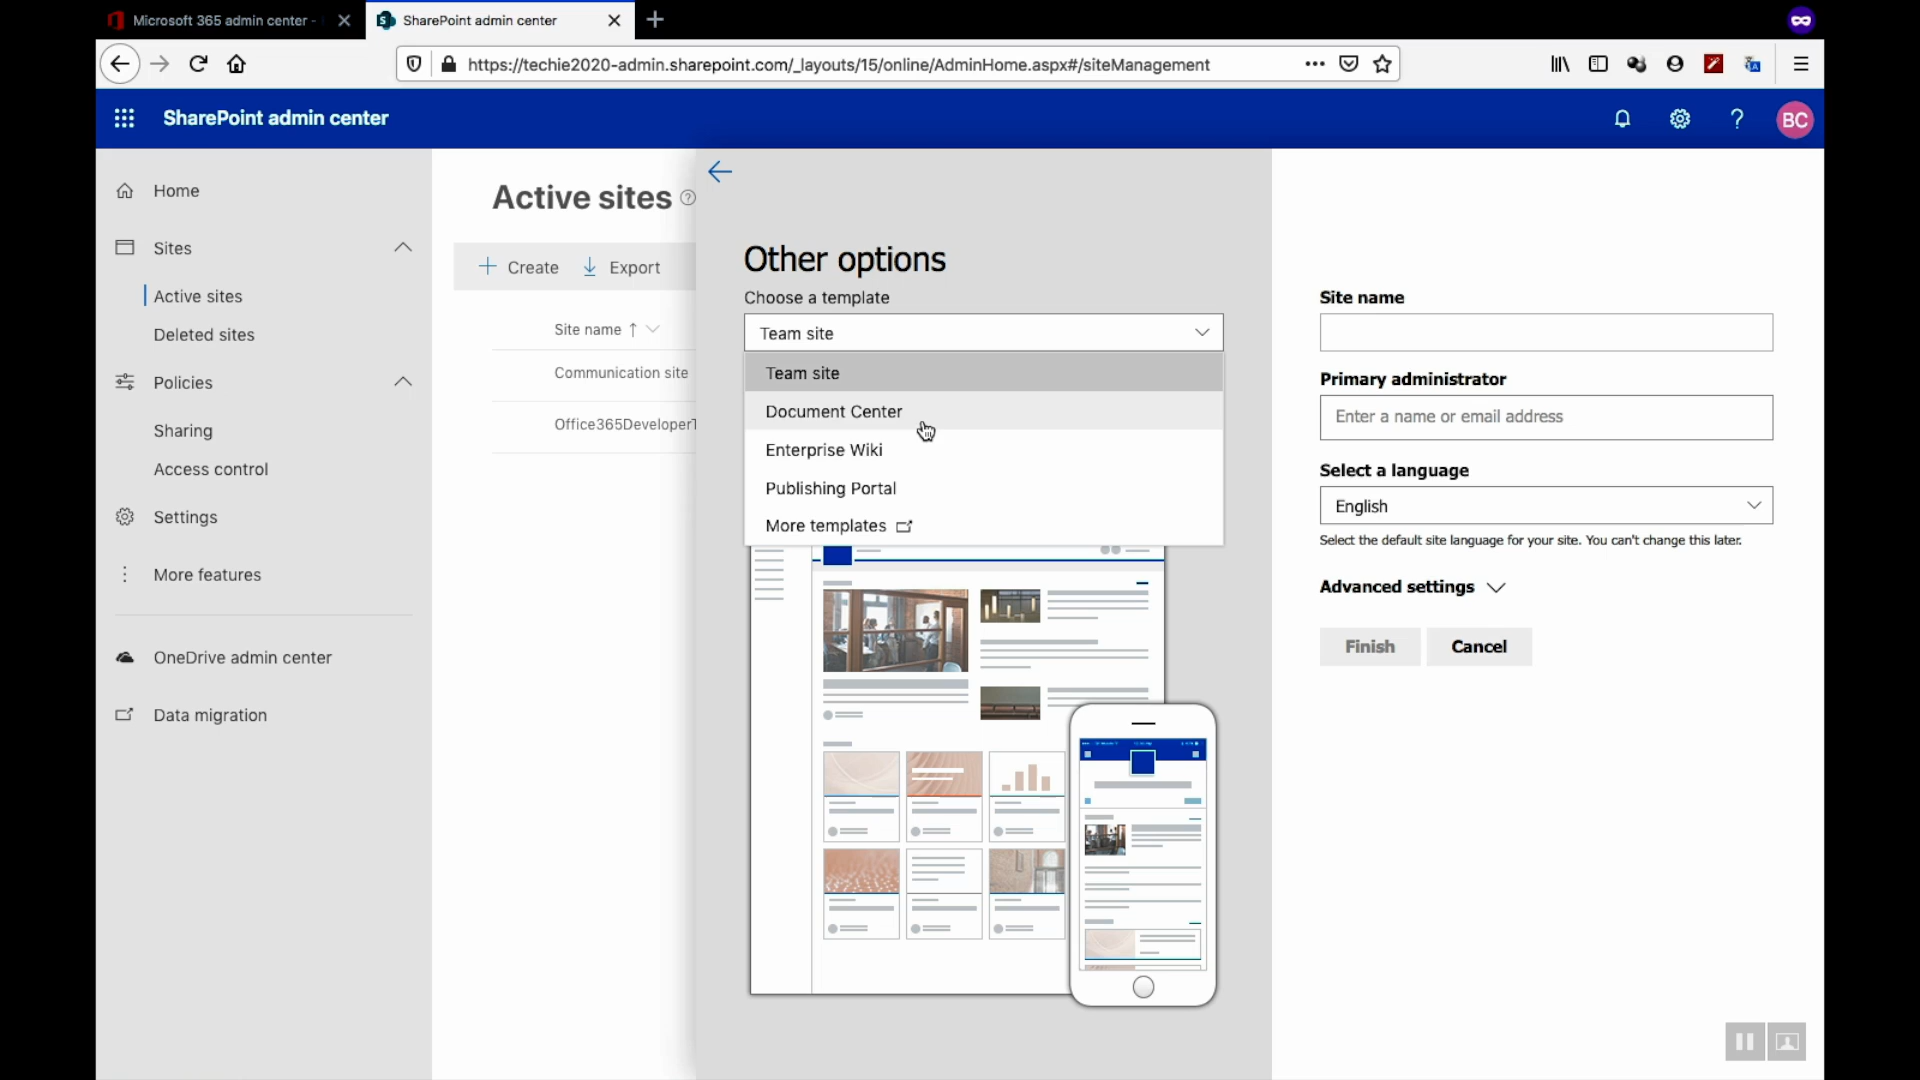 Microsoft 365 admin center -
SharePoint admin center
https://techie2020-admin.sharepoint.com/_layouts/15/online/AdminHome.aspx#/siteManagement
SharePoint admin center
BC
Home
Sites
Active sites
Deleted sites
Policies
Sharing
Access control
Settings
More features
OneDrive admin center
Data migration
Active sites
Create
Export
Site name
Communication site
Office365DeveloperT
Other options
Choose a template
Team site
Team site
Document Center
Enterprise Wiki
Publishing Portal
More templates
Site name
Primary administrator
Enter a name or email address
Select a language
English
Select the default site language for your site. You can't change this later.
Advanced settings
Finish
Cancel